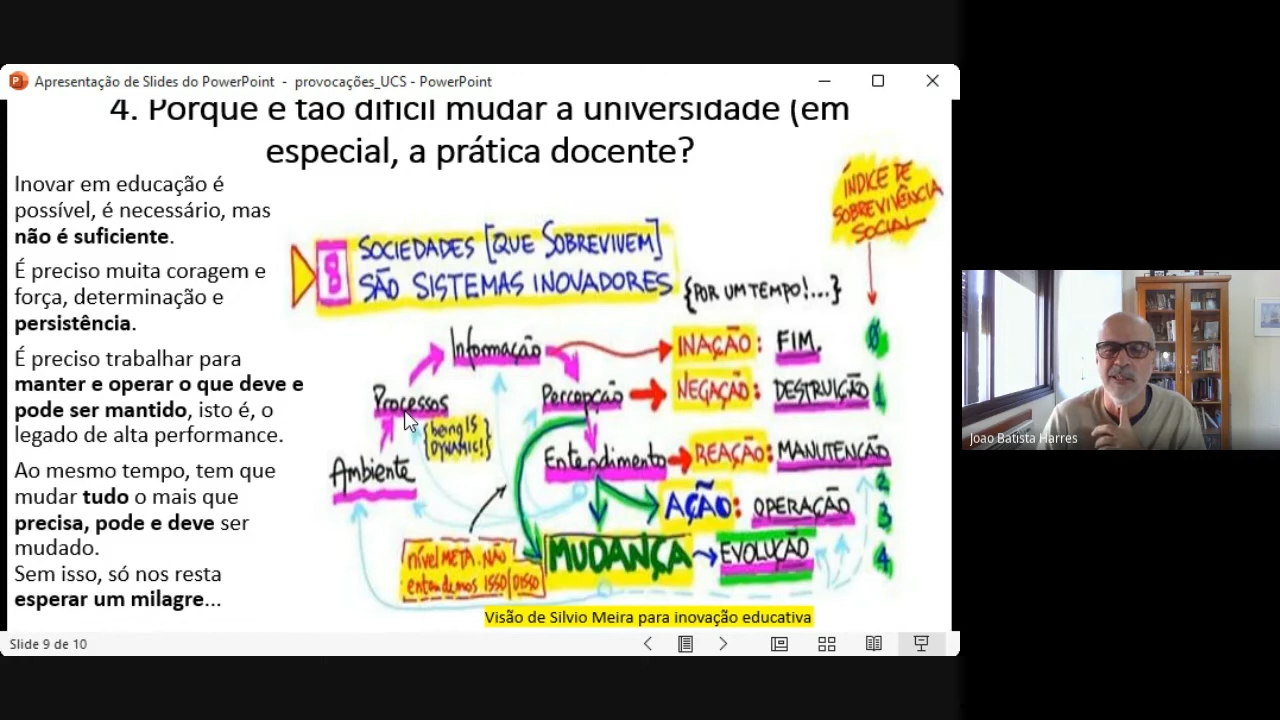 Apresentação de Slides do PowerPoint - provocações_UCS - PowerPoint
4. Porque é tão difícil mudar a universidade (em
especial, a prática docente?
Inovar em educação é
possível, é necessário, mas
não é suficiente.
É preciso muita coragem e
força, determinação e
persistência.
É preciso trabalhar para
manter e operar o que deve e
pode ser mantido, isto é, o
legado de alta performance.
Ao mesmo tempo, tem que
mudar tudo o mais que
precisa, pode e deve ser
mudado.
Sem isso, só nos resta
esperar um milagre...
ÍNDICE DE
SOBREVIVÊNCIA
SOCIAL
8
SOCIEDADES [QUE SOBREVIVEM]
SÃO SISTEMAS INOVADORES
{POR UM TEMPO!...}
Informação
INAÇÃO: FIM.
0
Processos
Percepção
NEGAÇÃO: DESTRUIÇÃO
1
{being IS
DYNAMIC!}
Ambiente
Entendimento
REAÇÃO: MANUTENÇÃO
2
AÇÃO: OPERAÇÃO
3
nível META. NÃO
entendemos ISSO/DISSO
MUDANÇA
EVOLUÇÃO
4
Visão de Silvio Meira para inovação educativa
Slide 9 de 10
Joao Batista Harres